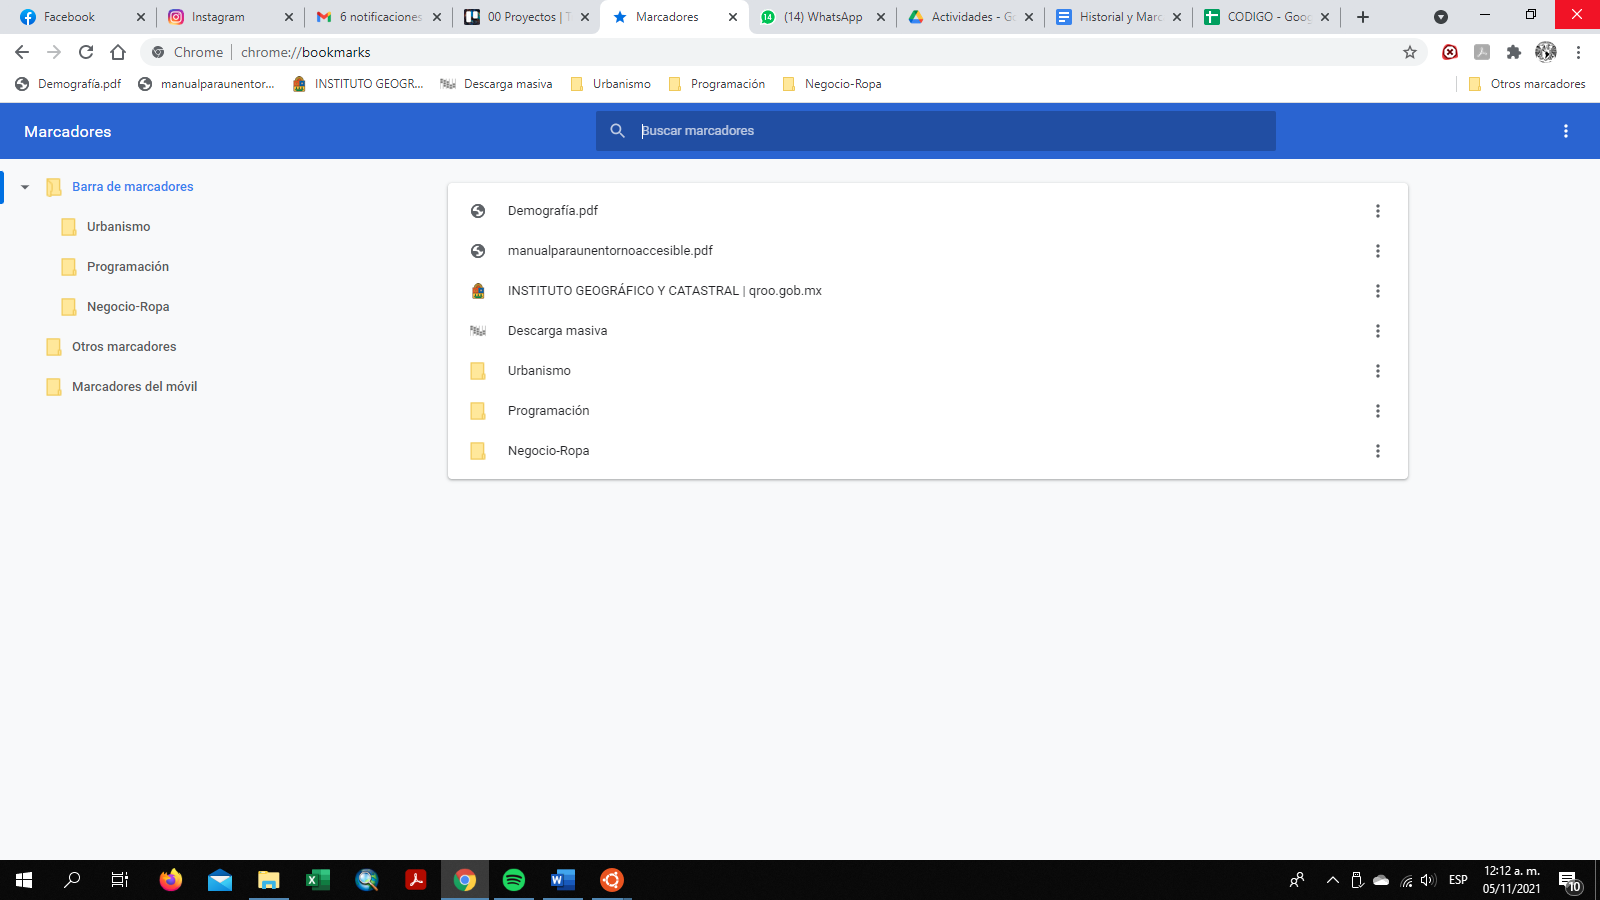 Facebook
Instagram
6 notificaciones
00 Proyectos | T
Marcadores
(14) WhatsApp
Actividades - Go
Historial y Marc
CODIGO - Goog
Chrome
chrome://bookmarks
Demografía.pdf
manualparaunentor...
INSTITUTO GEOGR...
Descarga masiva
Urbanismo
Programación
Negocio-Ropa
Otros marcadores
Marcadores
Buscar marcadores
Barra de marcadores
Urbanismo
Programación
Negocio-Ropa
Otros marcadores
Marcadores del móvil
Demografía.pdf
manualparaunentornoaccesible.pdf
INSTITUTO GEOGRÁFICO Y CATASTRAL | qroo.gob.mx
Descarga masiva
Urbanismo
Programación
Negocio-Ropa
ESP
12:12 a. m.
05/11/2021
10